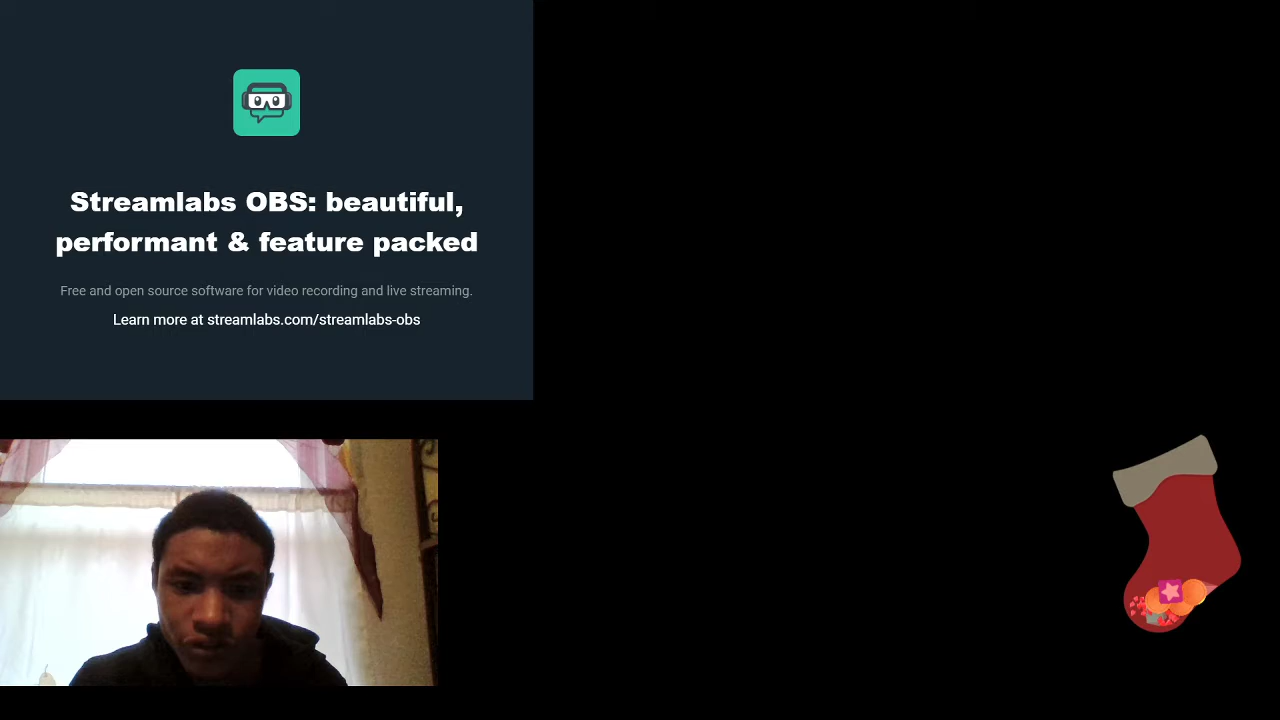 Streamlabs OBS: beautiful,
performant & feature packed
Free and open source software for video recording and live streaming.
Learn more at streamlabs.com/streamlabs-obs